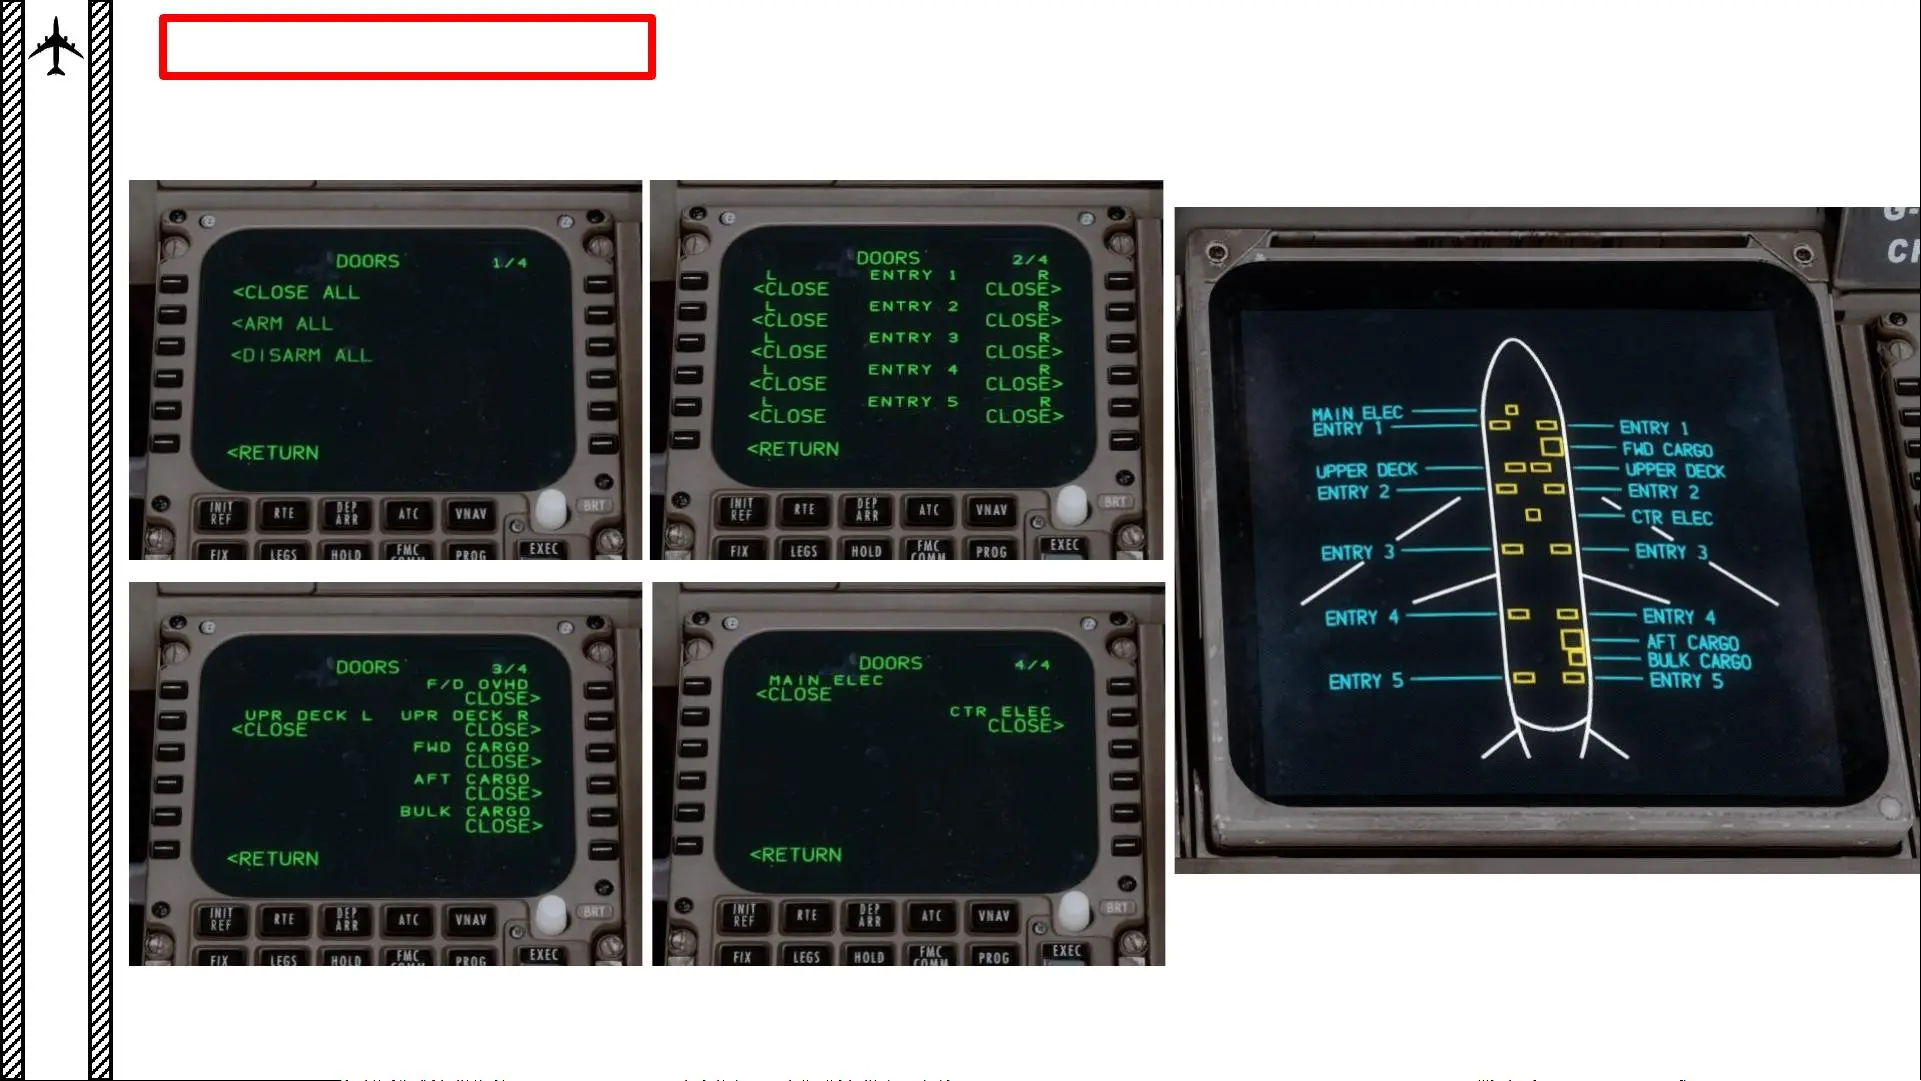 DOORS 1/4
<CLOSE ALL
<ARM ALL
<DISARM ALL
<RETURN
INIT REF RTE DEP ARR ATC VNAV BRT
FIX LEGS HOLD FMC COMM PROG EXEC
DOORS 2/4
L ENTRY 1 R
<CLOSE CLOSE>
L ENTRY 2 R
<CLOSE CLOSE>
L ENTRY 3 R
<CLOSE CLOSE>
L ENTRY 4 R
<CLOSE CLOSE>
L ENTRY 5 R
<CLOSE CLOSE>
<RETURN
INIT REF RTE DEP ARR ATC VNAV BRT
FIX LEGS HOLD FMC COMM PROG EXEC
DOORS 3/4
F/D OVHD
CLOSE>
UPR DECK L UPR DECK R
<CLOSE CLOSE>
FWD CARGO
CLOSE>
AFT CARGO
CLOSE>
BULK CARGO
CLOSE>
<RETURN
INIT REF RTE DEP ARR ATC VNAV BRT
FIX LEGS HOLD FMC COMM PROG EXEC
DOORS 4/4
MAIN ELEC
<CLOSE
CTR ELEC
CLOSE>
<RETURN
INIT REF RTE DEP ARR ATC VNAV BRT
FIX LEGS HOLD FMC COMM PROG EXEC
MAIN ELEC
ENTRY 1 ENTRY 1
FWD CARGO
UPPER DECK UPPER DECK
ENTRY 2 ENTRY 2
CTR ELEC
ENTRY 3 ENTRY 3
ENTRY 4 ENTRY 4
AFT CARGO
BULK CARGO
ENTRY 5 ENTRY 5